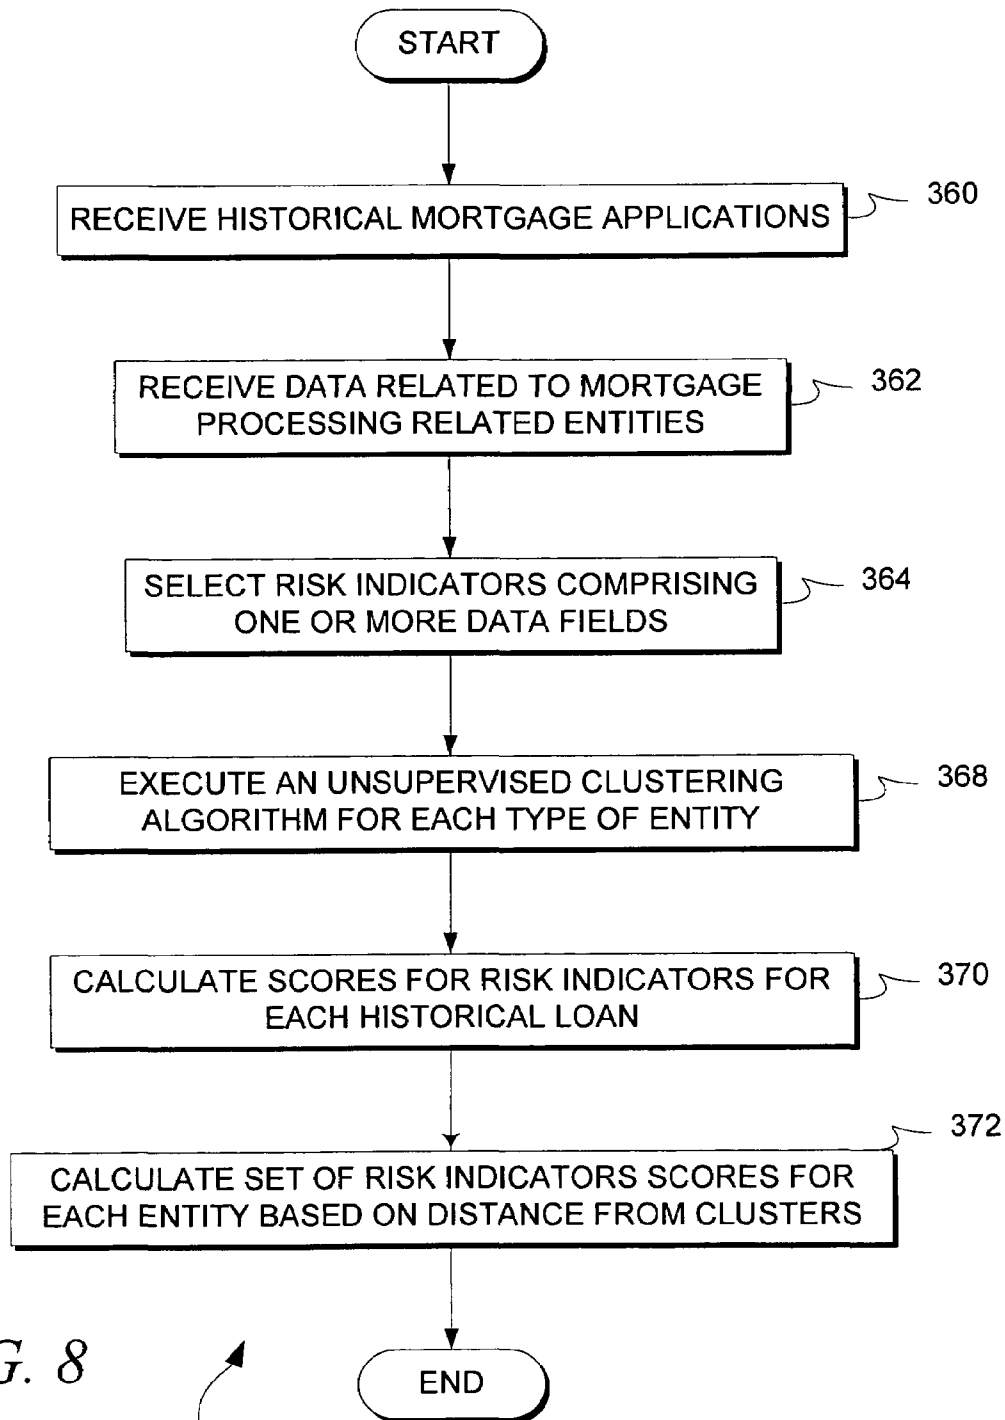 START
RECEIVE HISTORICAL MORTGAGE APPLICATIONS
360
RECEIVE DATA RELATED TO MORTGAGE
PROCESSING RELATED ENTITIES
362
SELECT RISK INDICATORS COMPRISING
ONE OR MORE DATA FIELDS
364
EXECUTE AN UNSUPERVISED CLUSTERING
ALGORITHM FOR EACH TYPE OF ENTITY
368
CALCULATE SCORES FOR RISK INDICATORS FOR
EACH HISTORICAL LOAN
370
CALCULATE SET OF RISK INDICATORS SCORES FOR
EACH ENTITY BASED ON DISTANCE FROM CLUSTERS
372
G. 8
END